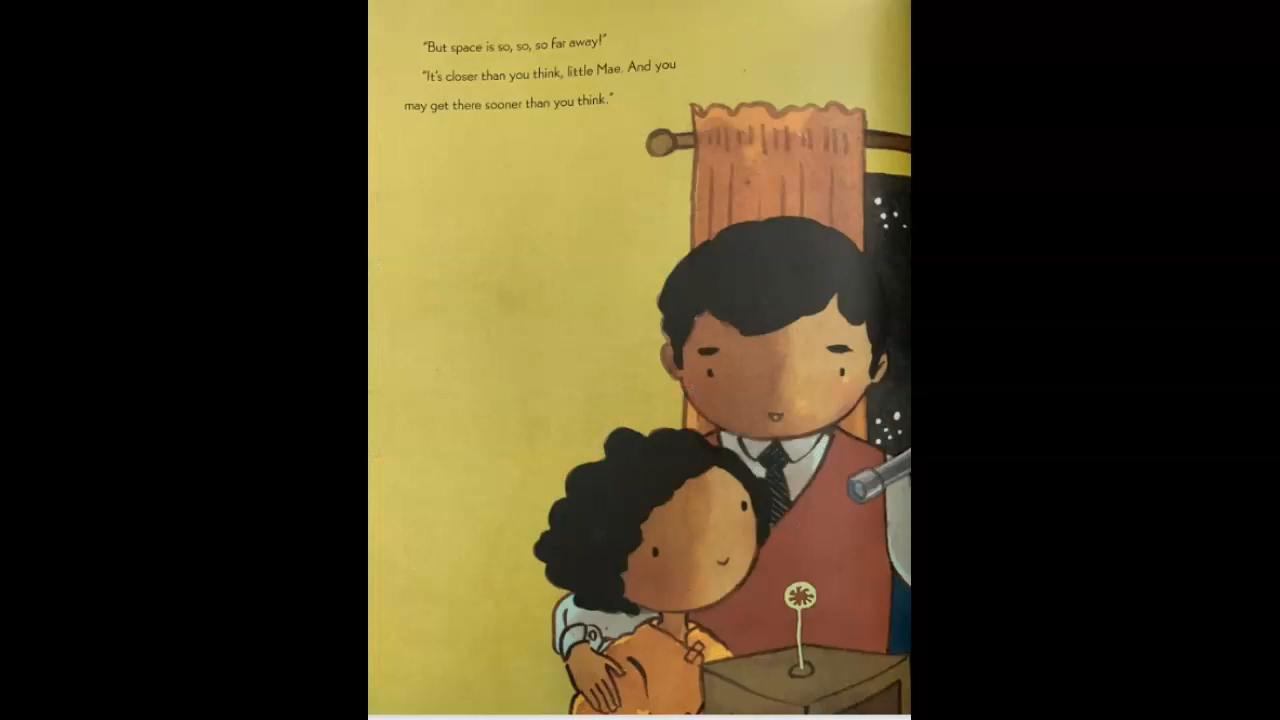 “But space is so, so, so far away!”
“It’s closer than you think, little Mae. And you
may get there sooner than you think.”